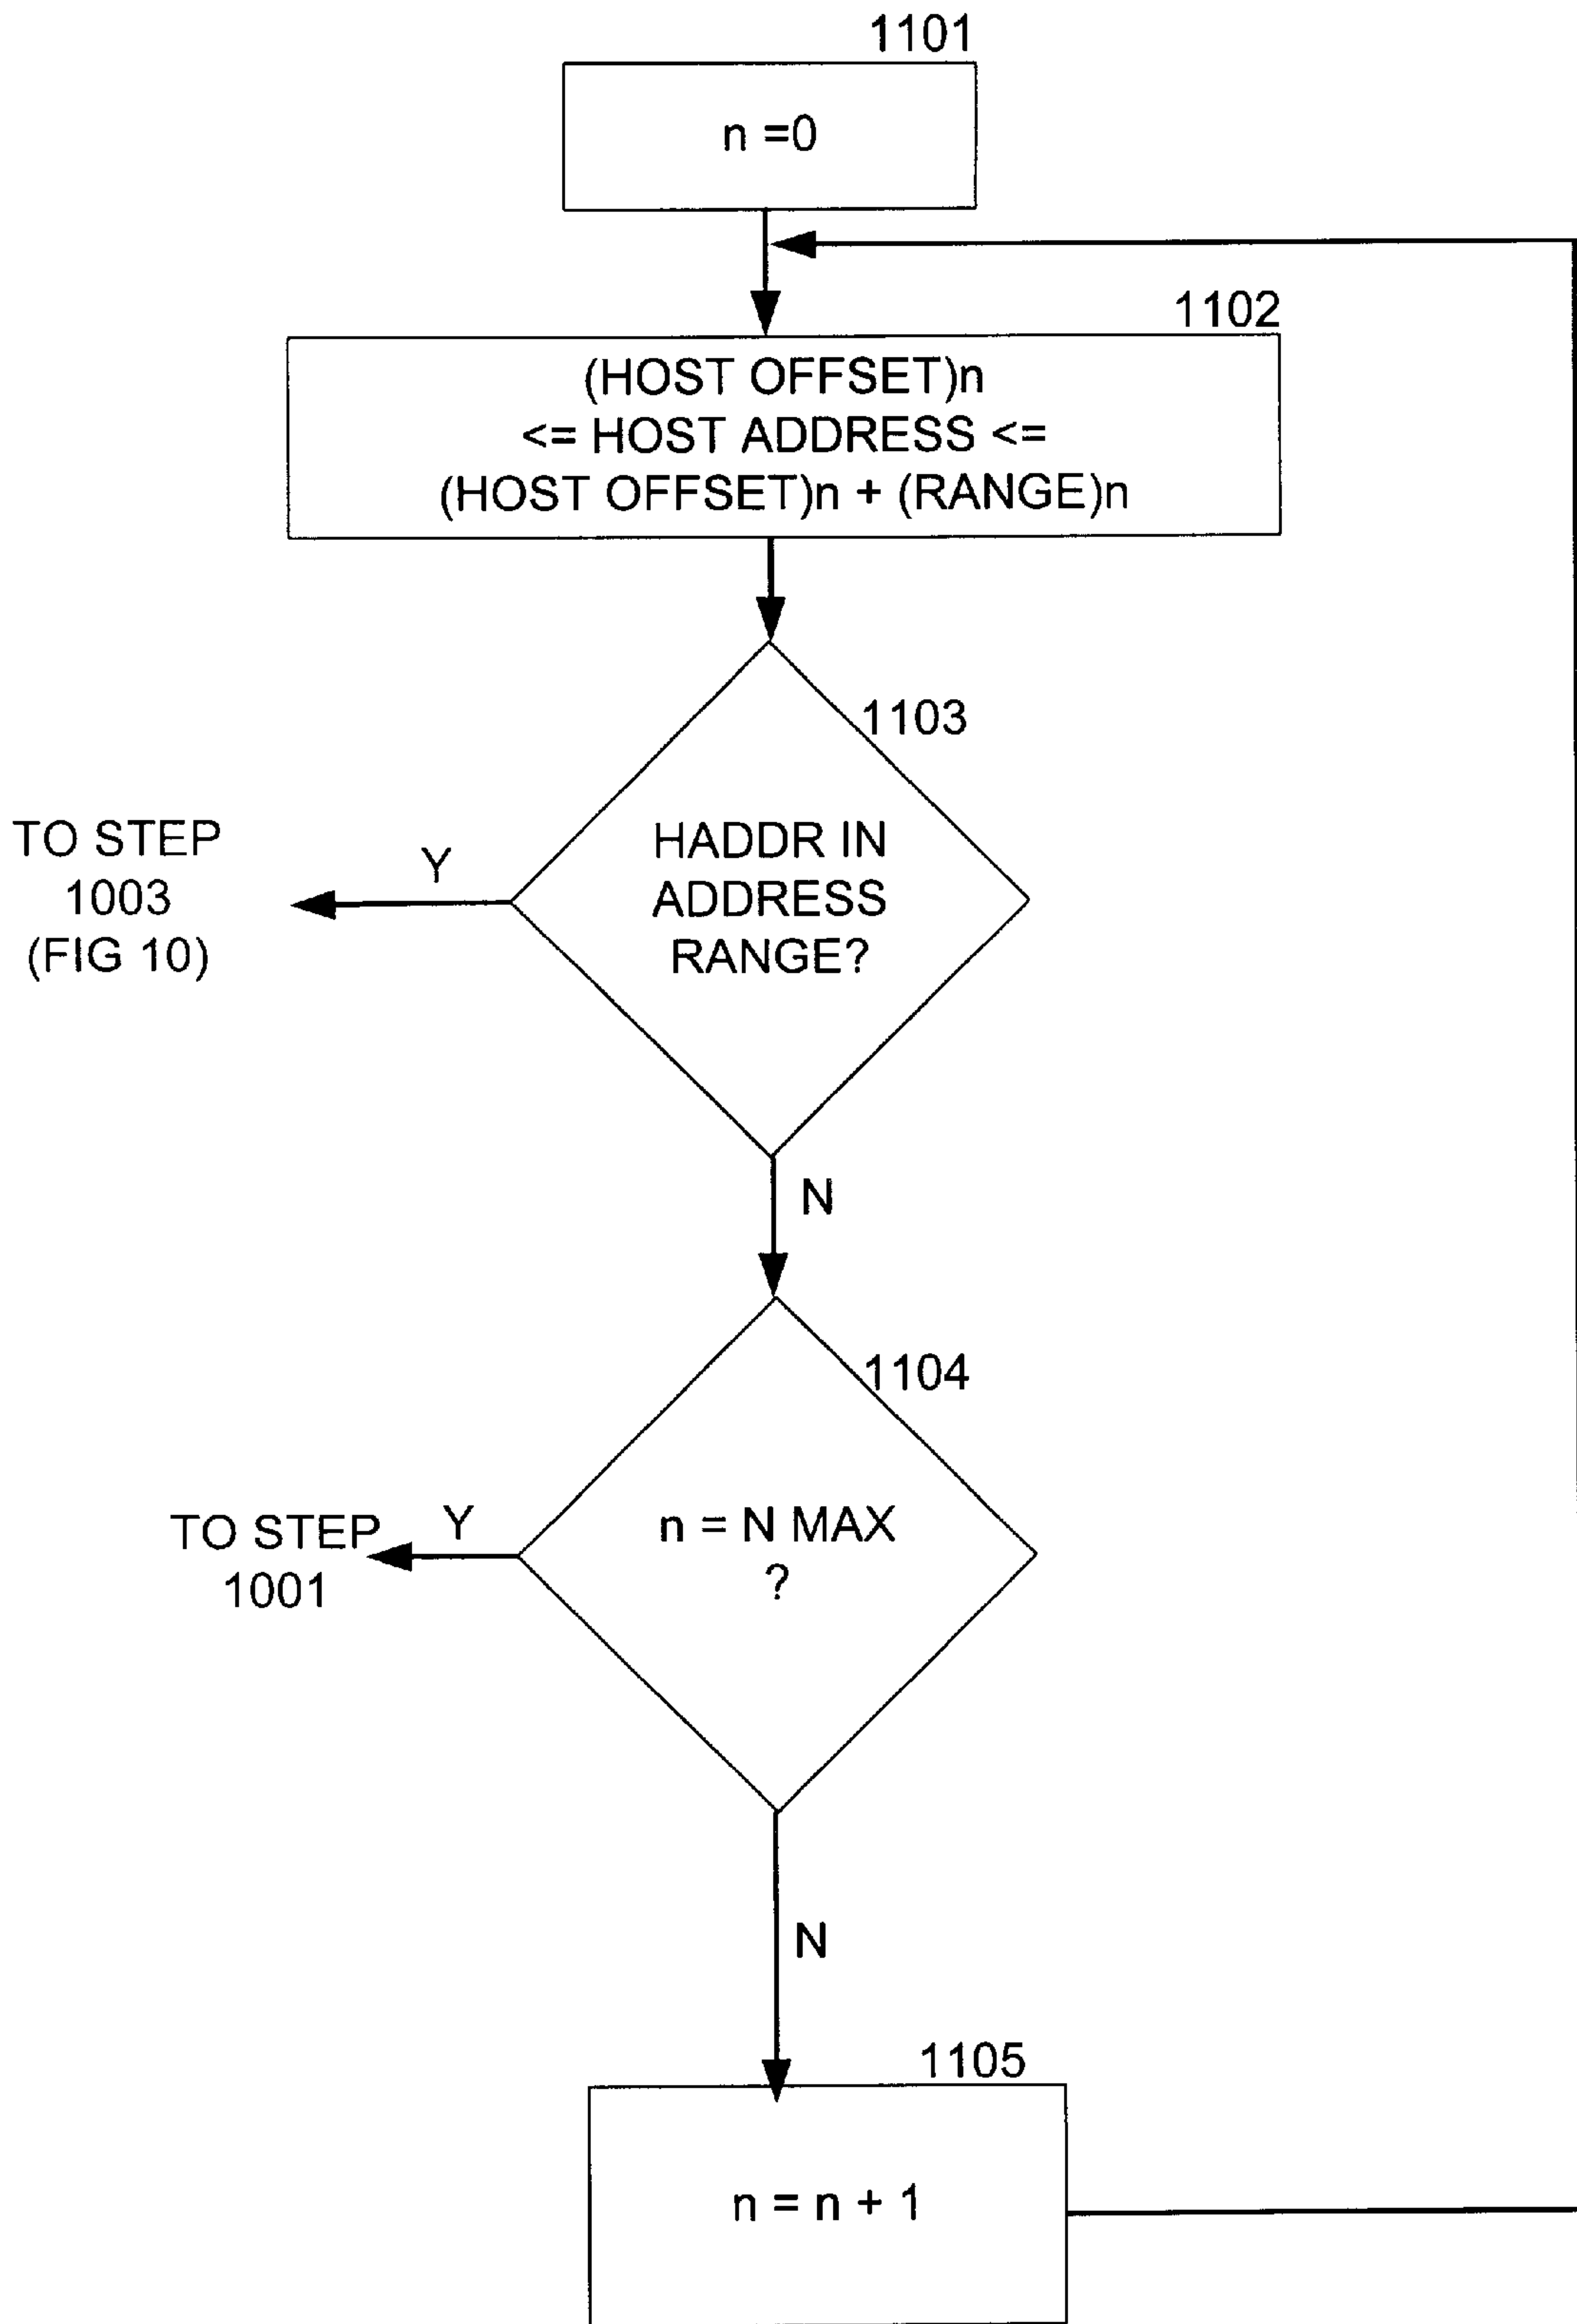 1101
n =0
1102
(HOST OFFSET)n
<= HOST ADDRESS <=
(HOST OFFSET)n + (RANGE)n
1103
HADDR IN
ADDRESS
RANGE?
Y
TO STEP
1003
(FIG 10)
N
1104
n = N MAX
?
Y
TO STEP
1001
N
1105
n = n + 1